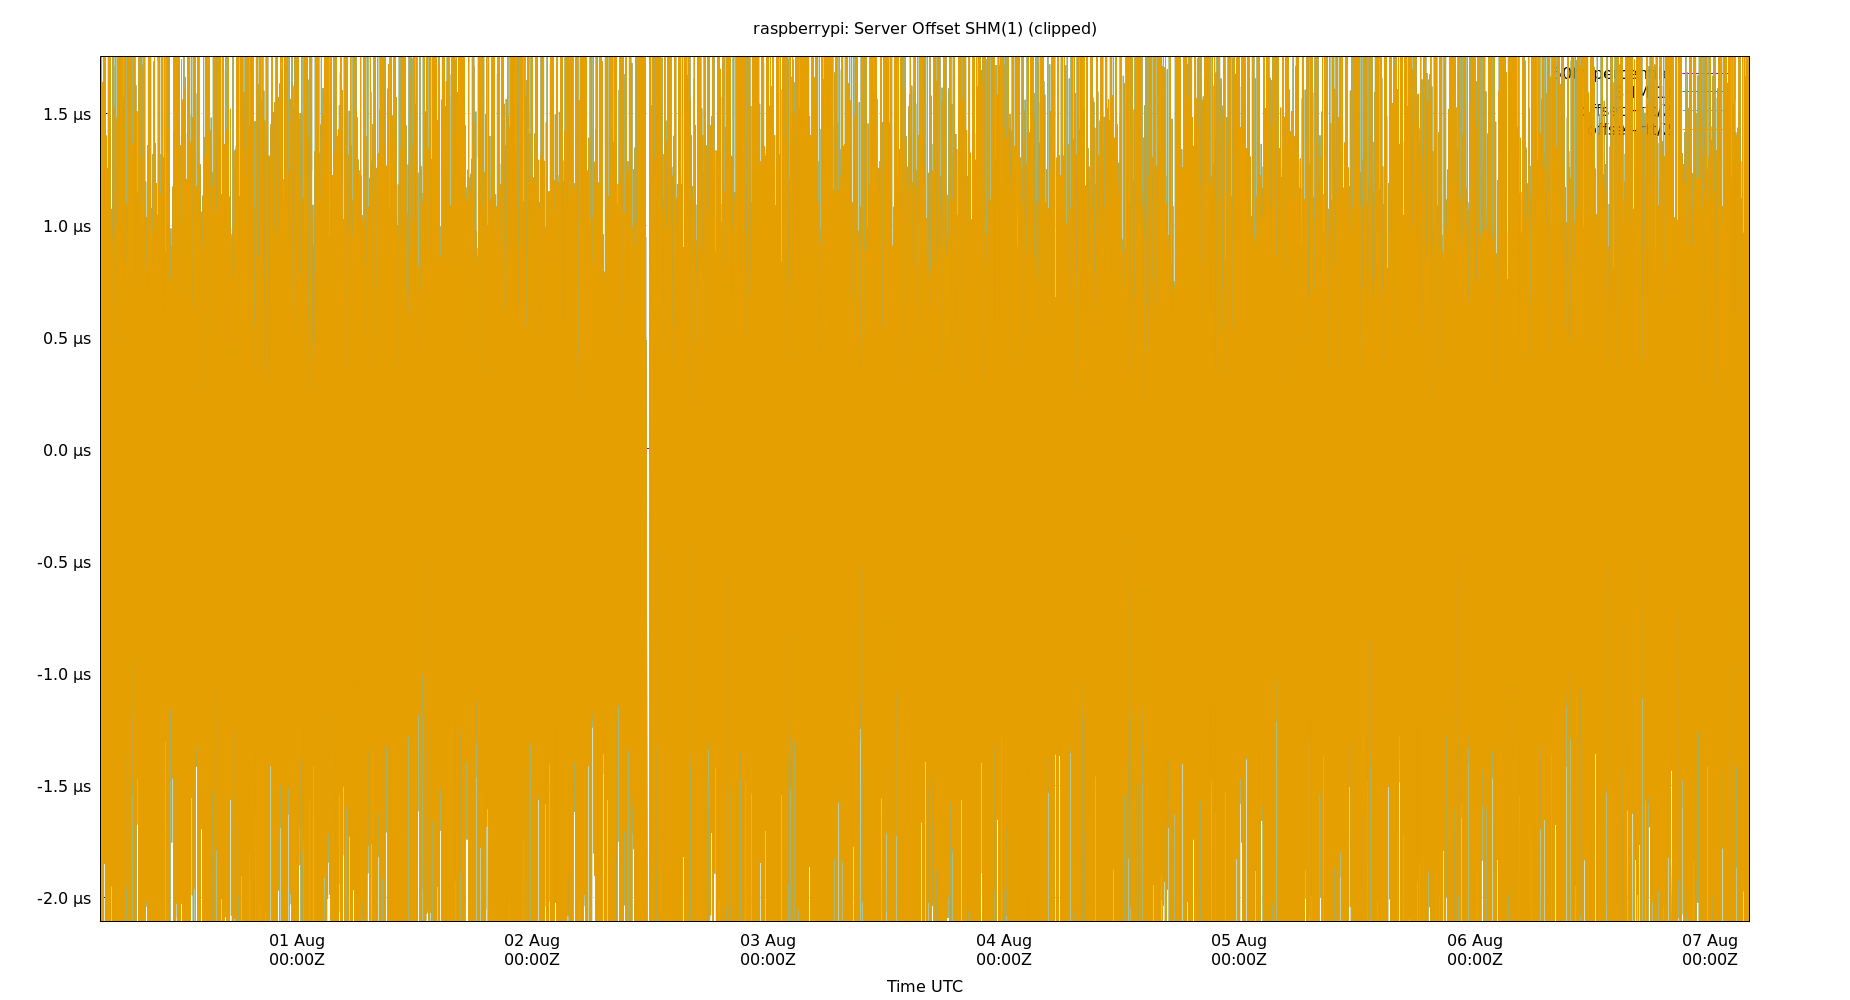 raspberrypi: Server Offset SHM(1) (clipped)
1.5 µs
1.0 µs
0.5 µs
0.0 µs
-0.5 µs
-1.0 µs
-1.5 µs
-2.0 µs
01 Aug 02 Aug 03 Aug 04 Aug 05 Aug 06 Aug 07 Aug
00:00Z 00:00Z 00:00Z 00:00Z 00:00Z 00:00Z 00:00Z
Time UTC